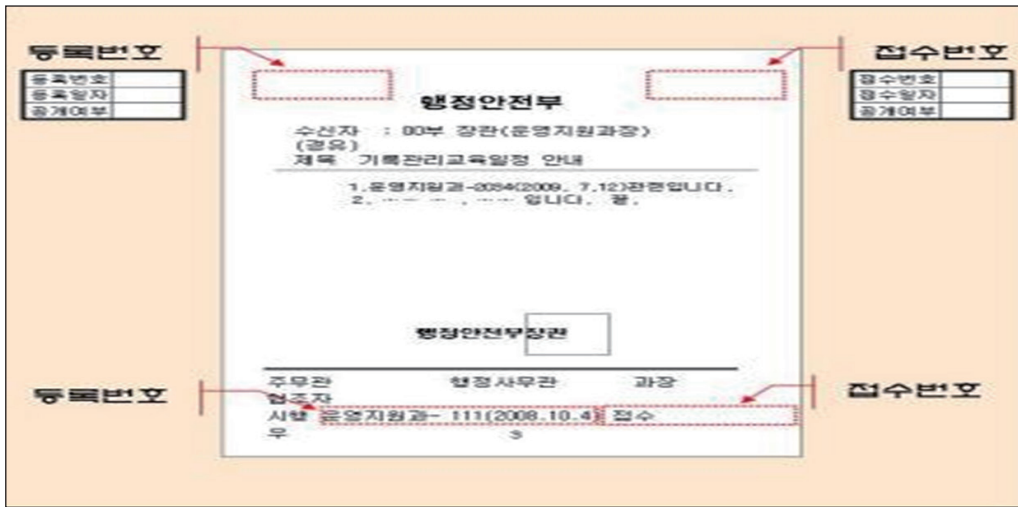 등록번호
접수번호
등록번호
등록일자
공개여부
접수번호
접수일자
공개여부
행정안전부
수신자 : 00부 장관(운영지원과장)
(경유)
제목 기록관리교육일정 안내
1.운영지원과-2034(2009. 7.12)관련입니다.
2. 입니다. 끝.
행정안전부장관
주무관 행정사무관 과장
협조자
시행 운영지원과- 111(2008.10.4) 접수
우
등록번호
접수번호